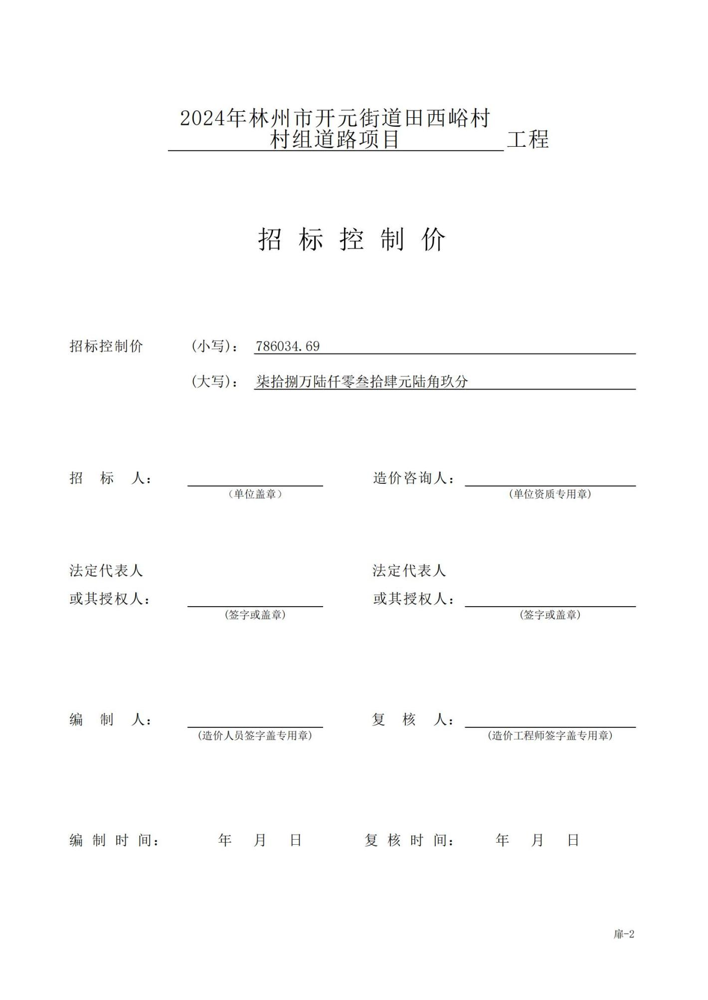 2024年林州市开元街道田西峪村
村组道路项目 工程
招 标 控 制 价
招标控制价 (小写): 786034.69
(大写): 柒拾捌万陆仟零叁拾肆元陆角玖分
招 标 人: 造价咨询人:
(单位盖章) (单位资质专用章)
法定代表人 法定代表人
或其授权人: 或其授权人:
(签字或盖章) (签字或盖章)
编 制 人: 复 核 人:
(造价人员签字盖专用章) (造价工程师签字盖专用章)
编 制 时 间: 年 月 日 复 核 时 间: 年 月 日
扉-2